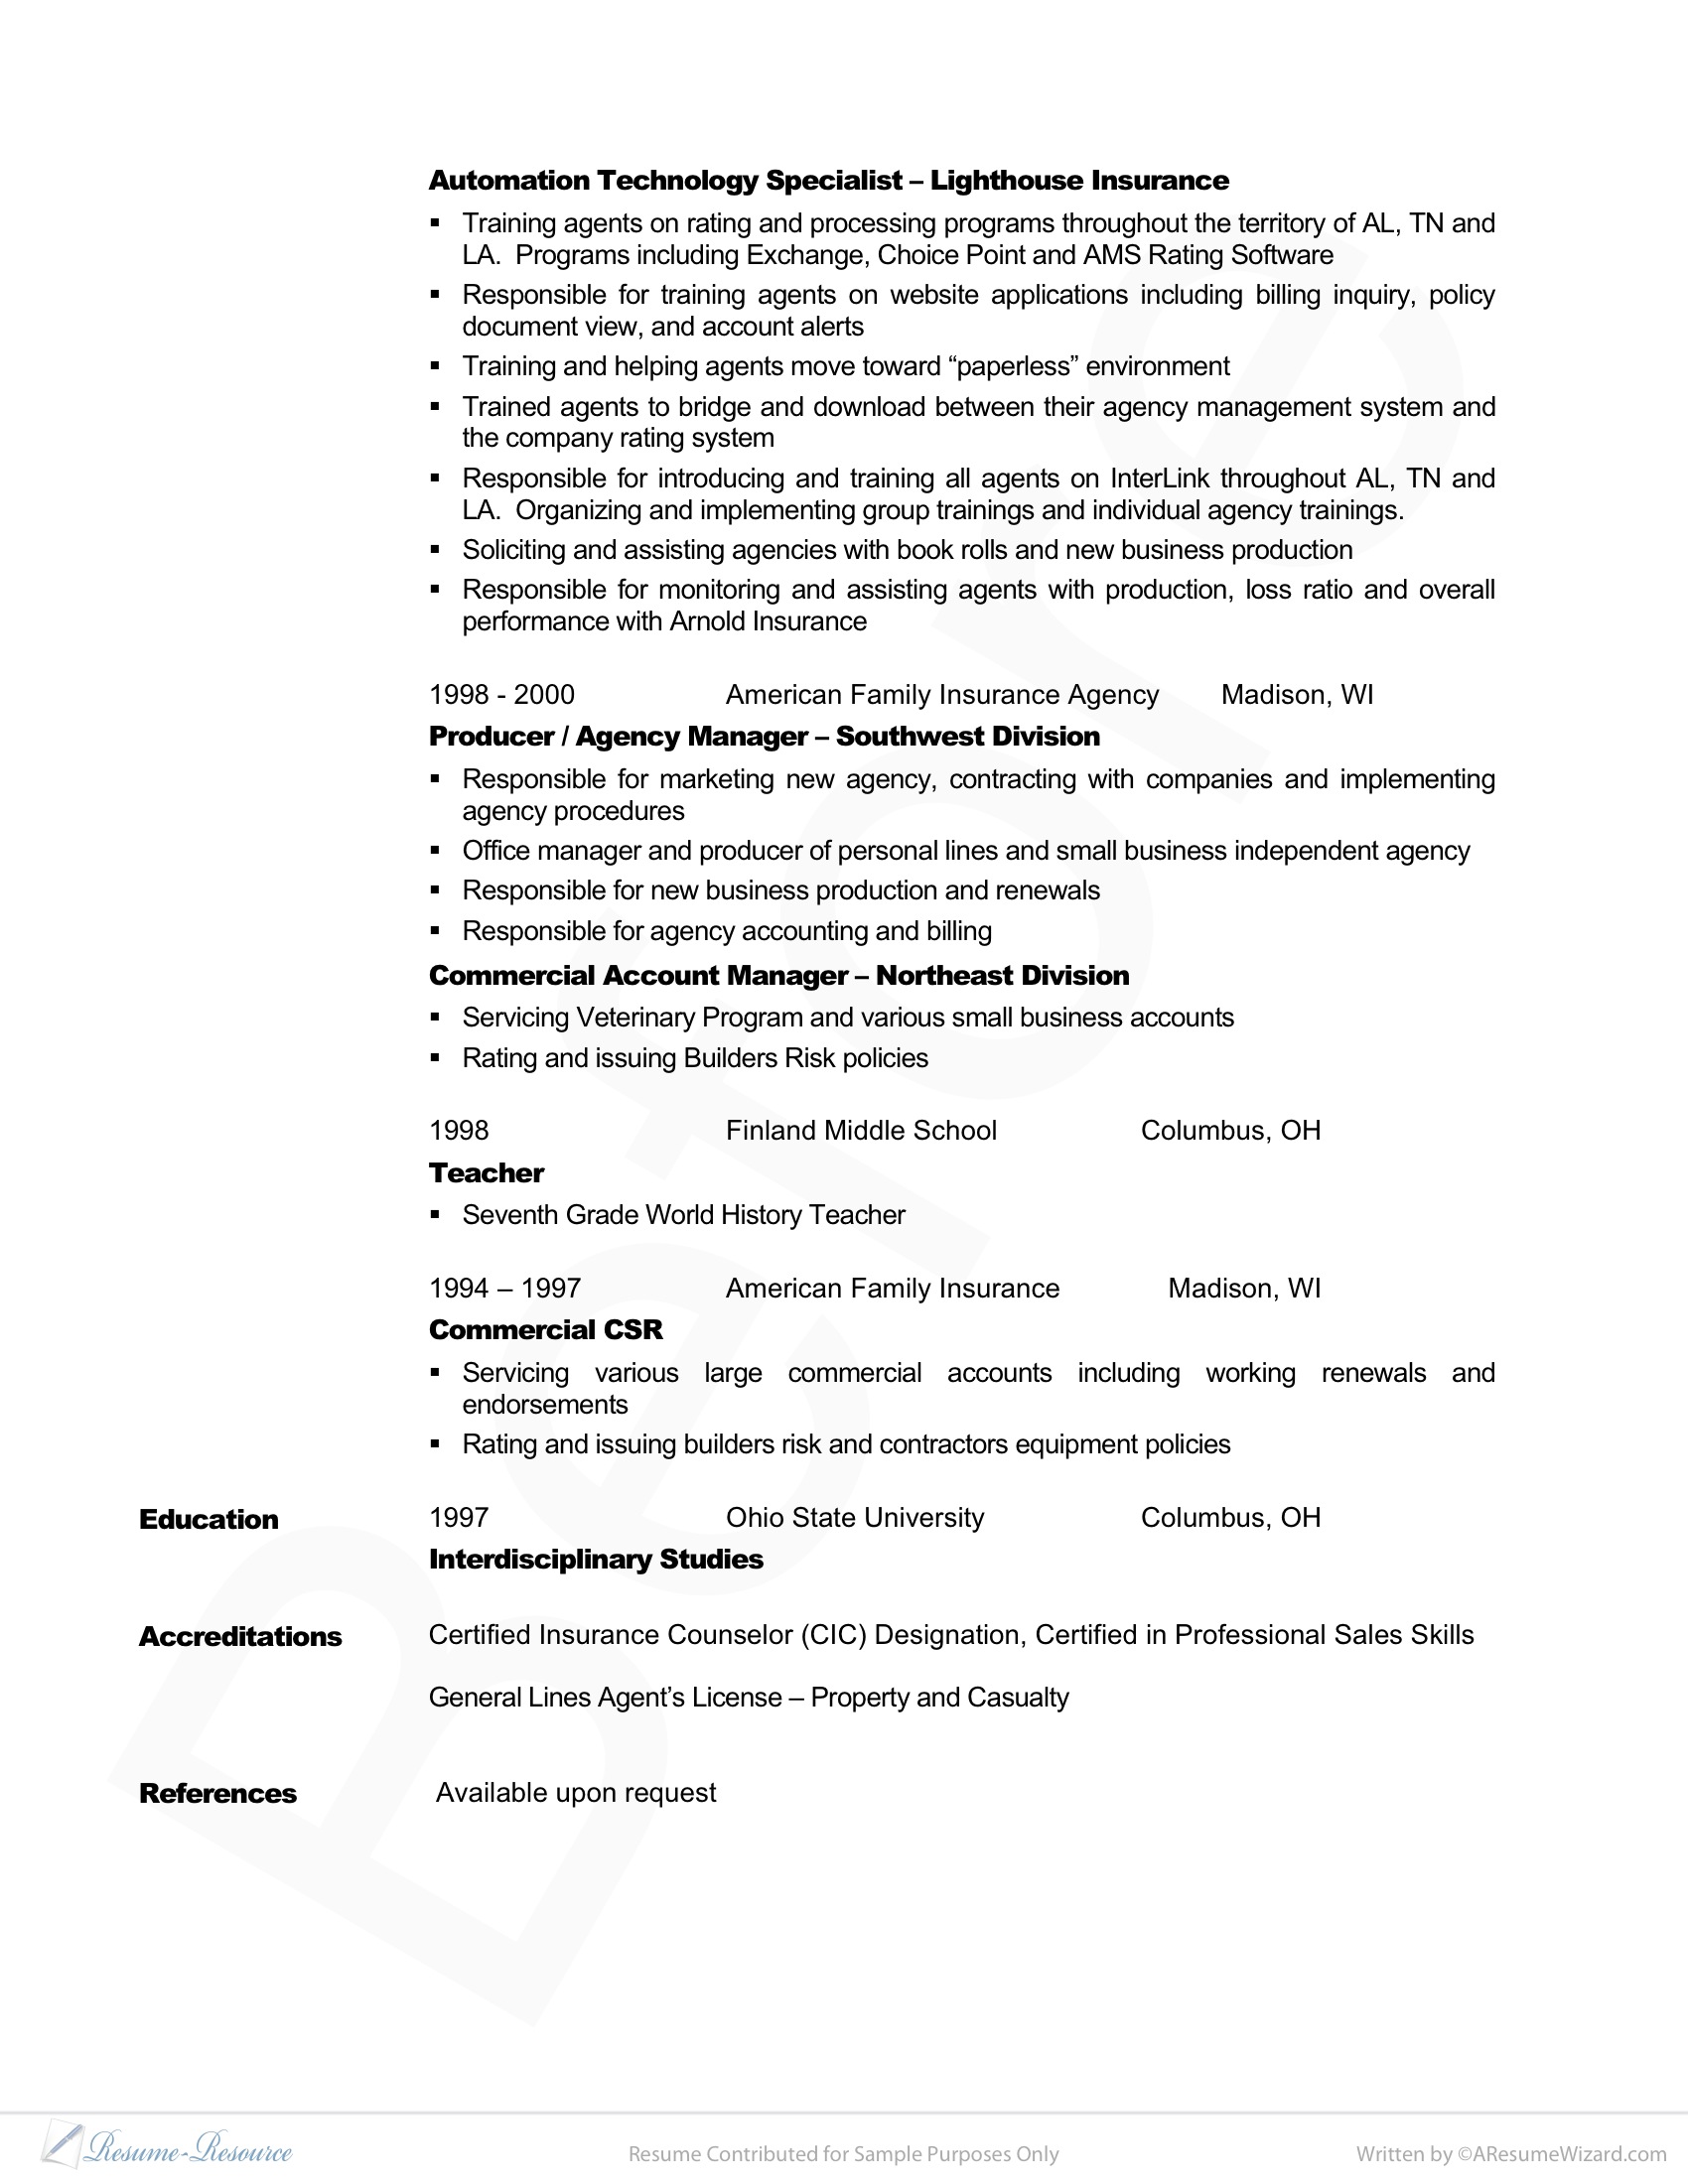 Automation Technology Specialist – Lighthouse Insurance
▪ Training agents on rating and processing programs throughout the territory of AL, TN and
LA.  Programs including Exchange, Choice Point and AMS Rating Software
▪ Responsible for training agents on website applications including billing inquiry, policy
document view, and account alerts
▪ Training and helping agents move toward “paperless” environment
▪ Trained agents to bridge and download between their agency management system and
the company rating system
▪ Responsible for introducing and training all agents on InterLink throughout AL, TN and
LA.  Organizing and implementing group trainings and individual agency trainings.
▪ Soliciting and assisting agencies with book rolls and new business production
▪ Responsible for monitoring and assisting agents with production, loss ratio and overall
performance with Arnold Insurance
1998 - 2000 American Family Insurance Agency Madison, WI
Producer / Agency Manager – Southwest Division
▪ Responsible for marketing new agency, contracting with companies and implementing
agency procedures
▪ Office manager and producer of personal lines and small business independent agency
▪ Responsible for new business production and renewals
▪ Responsible for agency accounting and billing
Commercial Account Manager – Northeast Division
▪ Servicing Veterinary Program and various small business accounts
▪ Rating and issuing Builders Risk policies
1998 Finland Middle School Columbus, OH
Teacher
▪ Seventh Grade World History Teacher
1994 – 1997 American Family Insurance Madison, WI
Commercial CSR
▪ Servicing various large commercial accounts including working renewals and
endorsements
▪ Rating and issuing builders risk and contractors equipment policies
Education 1997 Ohio State University Columbus, OH
Interdisciplinary Studies
Accreditations Certified Insurance Counselor (CIC) Designation, Certified in Professional Sales Skills
General Lines Agent’s License – Property and Casualty
References Available upon request
Before
Resume-Resource Resume Contributed for Sample Purposes Only Written by ©AResumeWizard.com